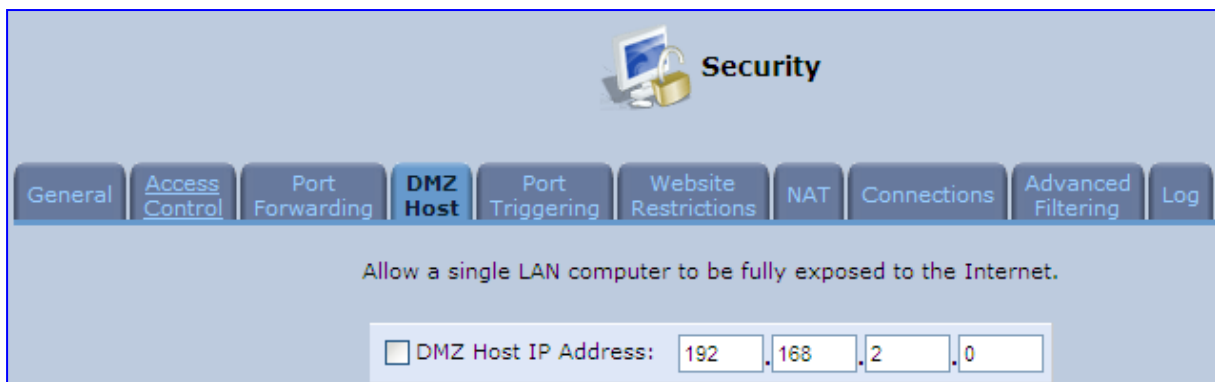 Security
General
Access
Control
Port
Forwarding
DMZ
Host
Port
Triggering
Website
Restrictions
NAT
Connections
Advanced
Filtering
Log
Allow a single LAN computer to be fully exposed to the Internet.
DMZ Host IP Address: 192 . 168 . 2 . 0